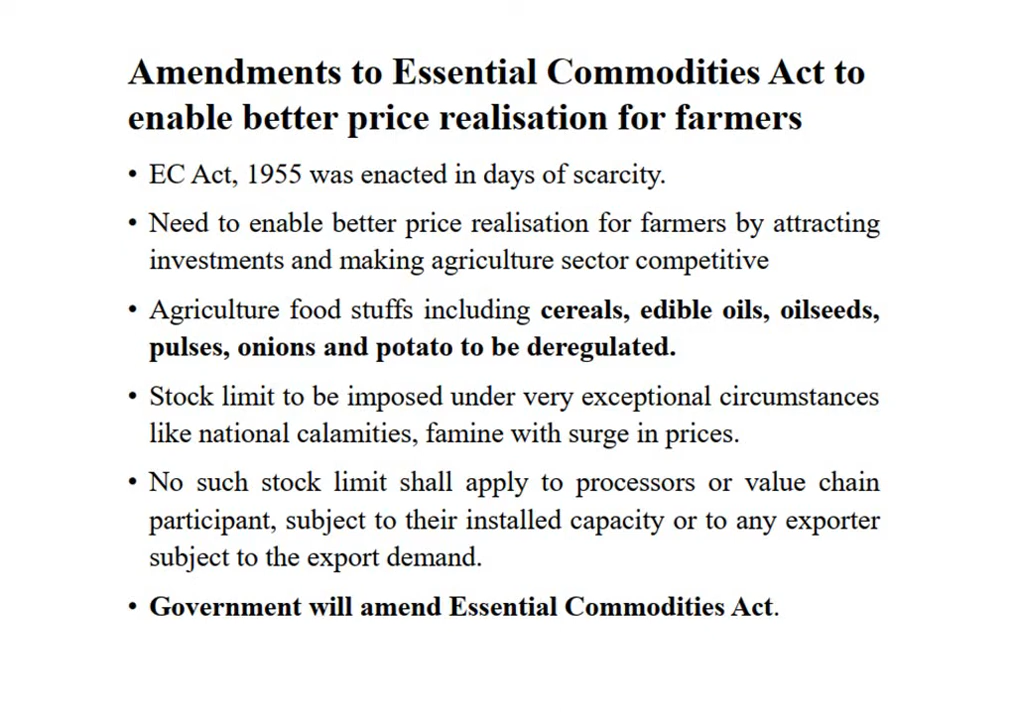 Amendments to Essential Commodities Act to
enable better price realisation for farmers
• EC Act, 1955 was enacted in days of scarcity.
• Need to enable better price realisation for farmers by attracting
investments and making agriculture sector competitive
• Agriculture food stuffs including cereals, edible oils, oilseeds,
pulses, onions and potato to be deregulated.
• Stock limit to be imposed under very exceptional circumstances
like national calamities, famine with surge in prices.
• No such stock limit shall apply to processors or value chain
participant, subject to their installed capacity or to any exporter
subject to the export demand.
• Government will amend Essential Commodities Act.